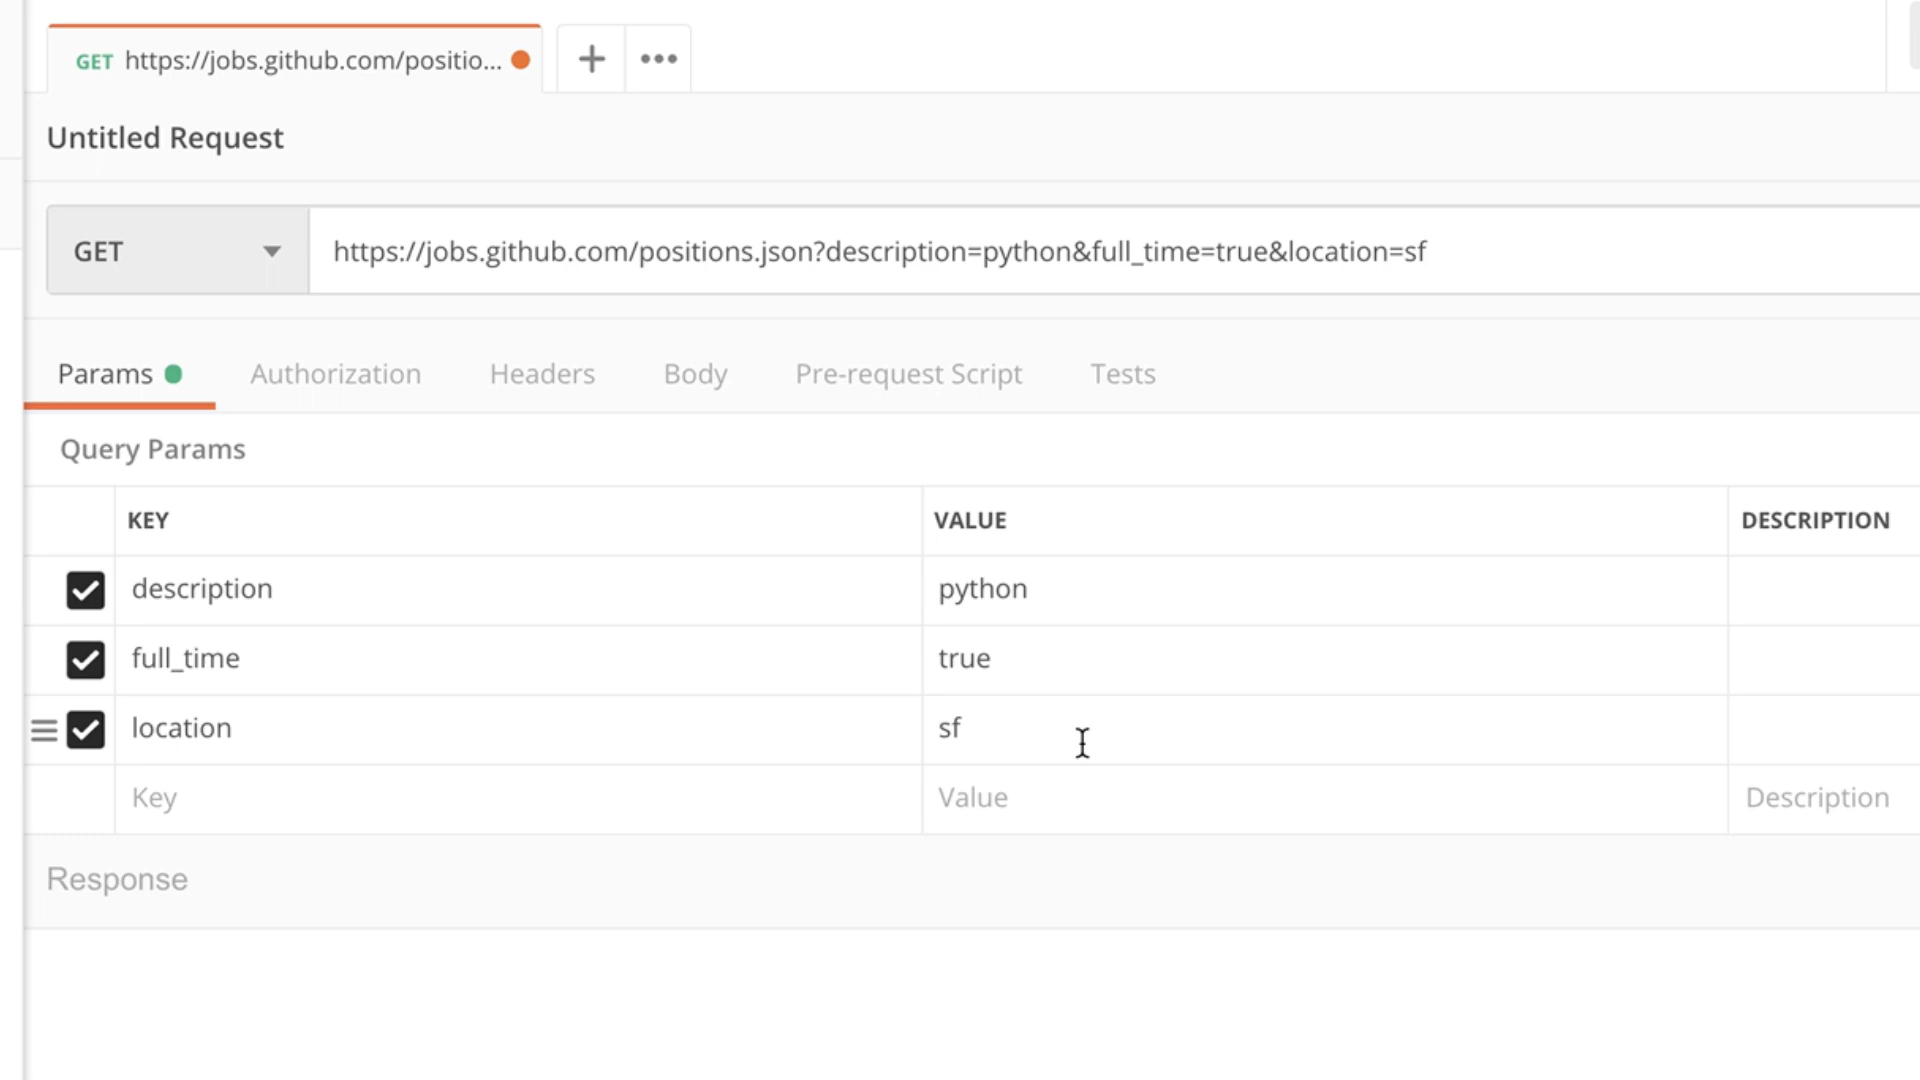 GET https://jobs.github.com/positio...
Untitled Request
GET https://jobs.github.com/positions.json?description=python&full_time=true&location=sf
Params Authorization Headers Body Pre-request Script Tests
Query Params
KEY VALUE DESCRIPTION
description python
full_time true
location sf
Key Value Description
Response